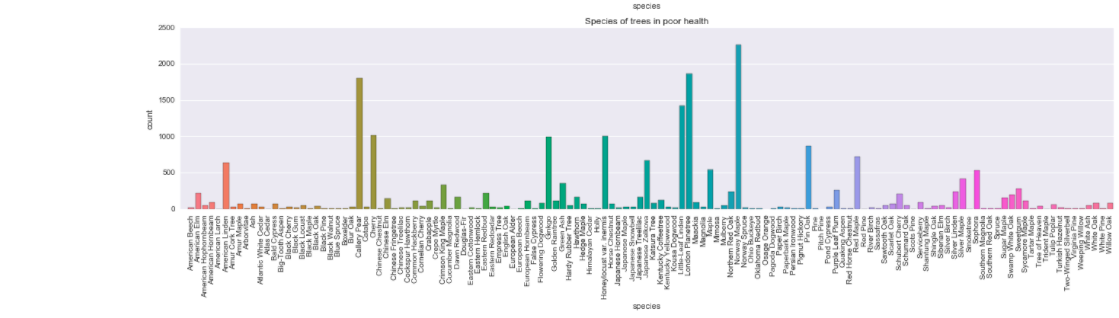 species
Species of trees in poor health
2500
2000
1500
1000
500
0
count
American Beech
American Elm
American Hophornbeam
American Hornbeam
American Larch
American Linden
Amur Cork Tree
Amur Maple
Arborvitae
Ash
Atlantic White Cedar
Atlas Cedar
Bald Cypress
Big-Tooth Aspen
Black Cherry
Black Gum
Black Locust
Black Maple
Black Oak
Black Pine
Black Walnut
Blue Spruce
Boxelder
Bur Oak
Callery Pear
Catalpa
Cherry
Chinese Chestnut
Chinese Elm
Chinese Fringetree
Chinese Treelilac
Cockspur Hawthorn
Common Hackberry
Cornelian Cherry
Crabapple
Crepe Myrtle
Crimson King Maple
Cucumber Magnolia
Dawn Redwood
Douglas-Fir
Eastern Cottonwood
Eastern Hemlock
Eastern Redbud
Eastern Redcedar
Empress Tree
English Oak
European Alder
European Beech
European Hornbeam
False Cypress
Flowering Dogwood
Ginkgo
Golden Raintree
Green Ash
Hardy Rubber Tree
Hawthorn
Hedge Maple
Himalayan Cedar
Holly
Honeylocust var. inermis
Horse Chestnut
Japanese Hornbeam
Japanese Maple
Japanese Snowbell
Japanese Treelilac
Japanese Zelkova
Katsura Tree
Kentucky Coffeetree
Kentucky Yellowwood
Kousa Dogwood
Little-Leaf Linden
London Planetree
Maackia
Magnolia
Maple
Mimosa
Mulberry
Northern Red Oak
Norway Maple
Norway Spruce
Ohio Buckeye
Oklahoma Redbud
Osage Orange
Pagoda Dogwood
Paper Birch
Paperbark Maple
Persian Ironwood
Pignut Hickory
Pin Oak
Pitch Pine
Pond Cypress
Purple Leaf Plum
Quaking Aspen
Red Horse Chestnut
Red Maple
Red Pine
River Birch
Sassafras
Sawtooth Oak
Scarlet Oak
Schubert Cherry
Schumard Oak
Serviceberry
Shantung Maple
Shingle Oak
Siberian Elm
Silver Birch
Silver Linden
Silver Maple
Smoketree
Sophora
Southern Magnolia
Southern Red Oak
Spruce
Sugar Maple
Swamp White Oak
Sweetgum
Sycamore Maple
Tartar Maple
Tree of Heaven
Trident Maple
Tulip Poplar
Turkish Hazelnut
Two-Winged Silverbell
Virginia Pine
Weeping Willow
White Ash
White Oak
White Pine
Willow Oak
species